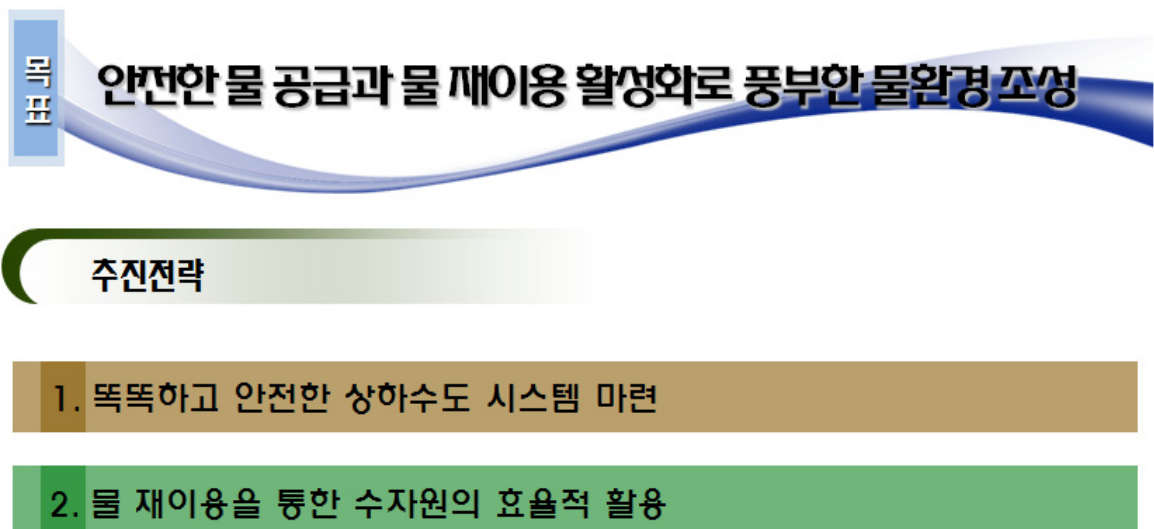 목표
안전한 물 공급과 물 재이용 활성화로 풍부한 물환경 조성
추진전략
1. 똑똑하고 안전한 상하수도 시스템 마련
2. 물 재이용을 통한 수자원의 효율적 활용